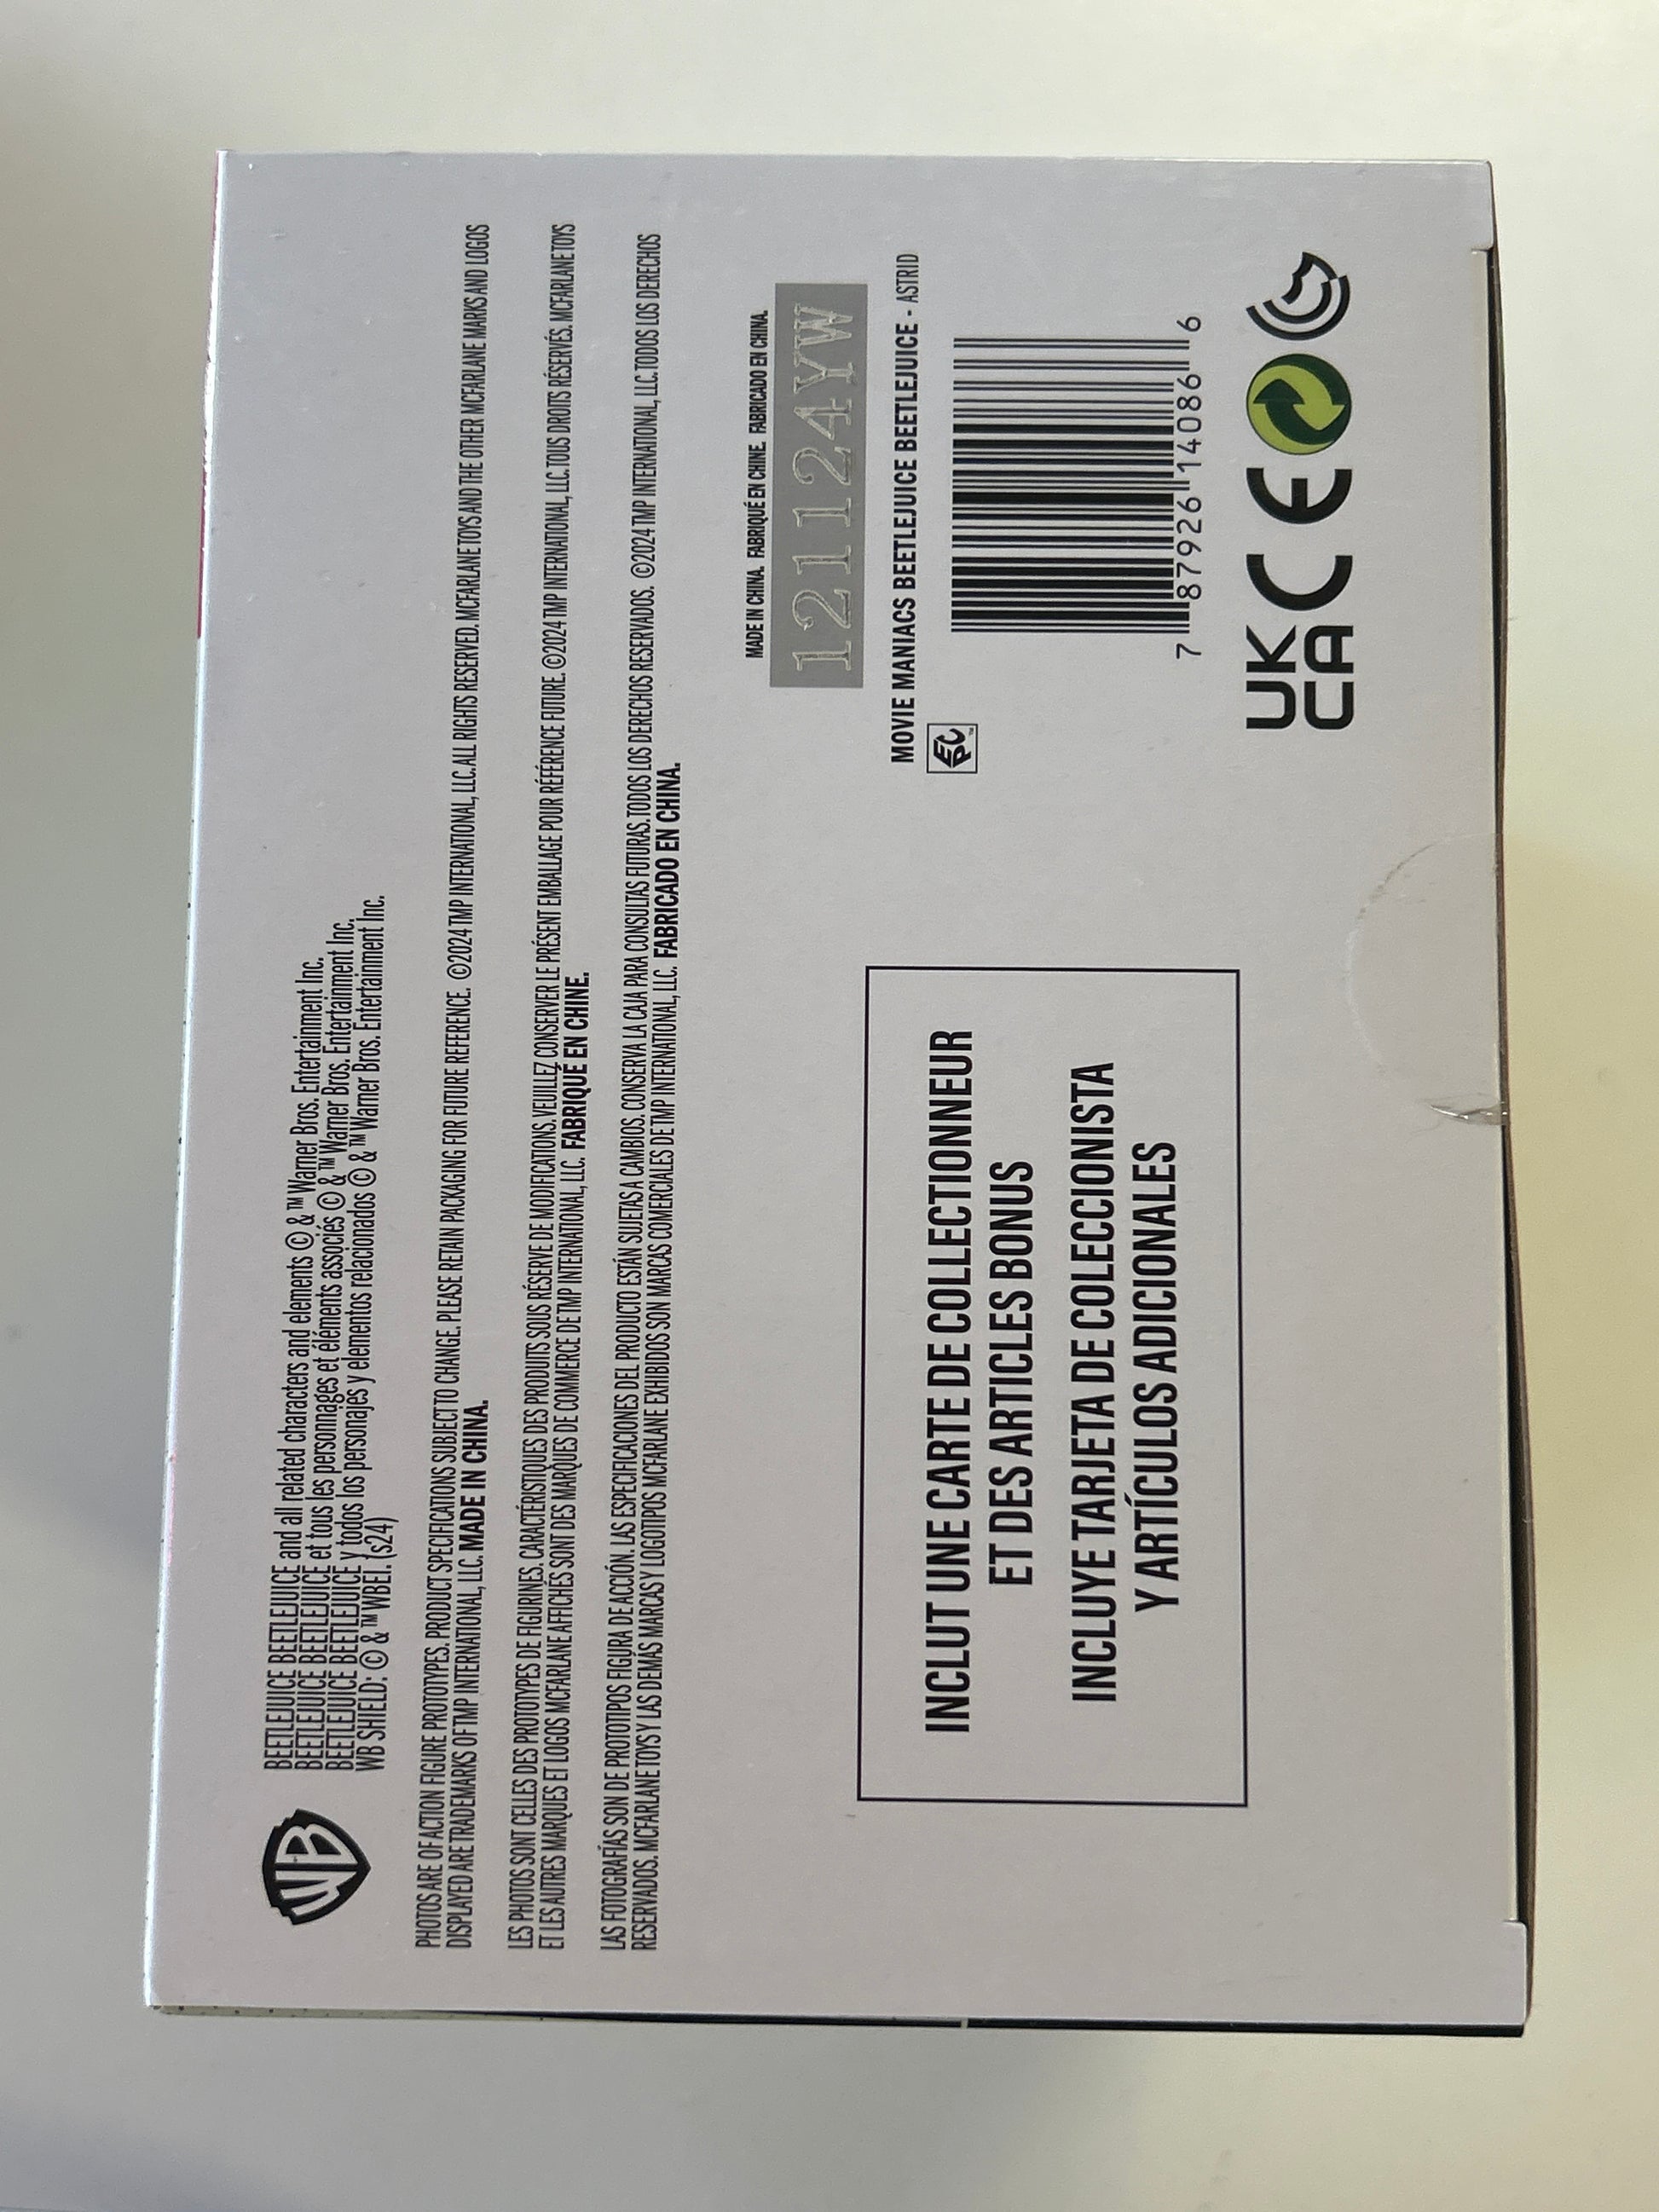 WB
BEETLEJUICE BEETLEJUICE and all related characters and elements © & ™ Warner Bros. Entertainment Inc.
BEETLEJUICE BEETLEJUICE et tous les personnages et éléments associés © & ™ Warner Bros. Entertainment Inc.
BEETLEJUICE BEETLEJUICE y todos los personajes y elementos relacionados © & ™ Warner Bros. Entertainment Inc.
WB SHIELD: © & ™ WBEI. (s24)
PHOTOS ARE OF ACTION FIGURE PROTOTYPES. PRODUCT SPECIFICATIONS SUBJECT TO CHANGE. PLEASE RETAIN PACKAGING FOR FUTURE REFERENCE. ©2024 TMP INTERNATIONAL, LLC. ALL RIGHTS RESERVED. MCFARLANE TOYS AND THE OTHER MCFARLANE MARKS AND LOGOS
DISPLAYED ARE TRADEMARKS OF TMP INTERNATIONAL, LLC. MADE IN CHINA.
LES PHOTOS SONT CELLES DES PROTOTYPES DE FIGURINES. CARACTÉRISTIQUES DES PRODUITS SOUS RÉSERVE DE MODIFICATIONS. VEUILLEZ CONSERVER LE PRÉSENT EMBALLAGE POUR RÉFÉRENCE FUTURE. ©2024 TMP INTERNATIONAL, LLC. TOUS DROITS RÉSERVÉS. MCFARLANE TOYS
ET LES AUTRES MARQUES ET LOGOS MCFARLANE AFFICHÉS SONT DES MARQUES DE COMMERCE DE TMP INTERNATIONAL, LLC. FABRIQUÉ EN CHINE.
LAS FOTOGRAFÍAS SON DE PROTOTIPOS FIGURA DE ACCIÓN. LAS ESPECIFICACIONES DEL PRODUCTO ESTÁN SUJETAS A CAMBIOS. CONSERVA LA CAJA PARA CONSULTAS FUTURAS. TODOS LOS DERECHOS RESERVADOS. ©2024 TMP INTERNATIONAL, LLC. TODOS LOS DERECHOS
RESERVADOS. MCFARLANE TOYS Y LAS DEMÁS MARCAS Y LOGOTIPOS MCFARLANE EXHIBIDOS SON MARCAS COMERCIALES DE TMP INTERNATIONAL, LLC. FABRICADO EN CHINA.
MADE IN CHINA. FABRIQUÉ EN CHINE. FABRICADO EN CHINA.
121124YW
MOVIE MANIACS BEETLEJUICE BEETLEJUICE - ASTRID
EPC™
7 87926 14086 6
UK
CA
CE
INCLUT UNE CARTE DE COLLECTIONNEUR
ET DES ARTICLES BONUS
INCLUYE TARJETA DE COLECCIONISTA
Y ARTÍCULOS ADICIONALES